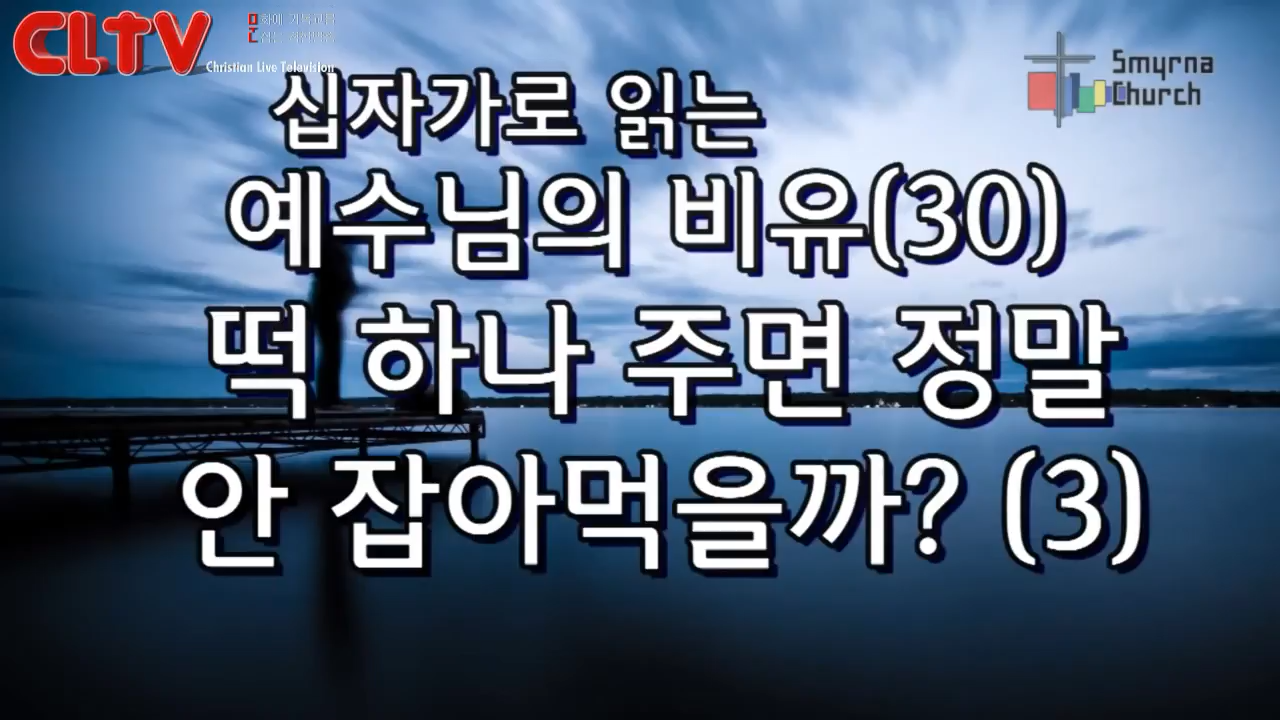 CLTV
Christian Live Television
Smyrna
Church
십자가로 읽는
예수님의 비유(30)
떡 하나 주면 정말
안 잡아먹을까? (3)